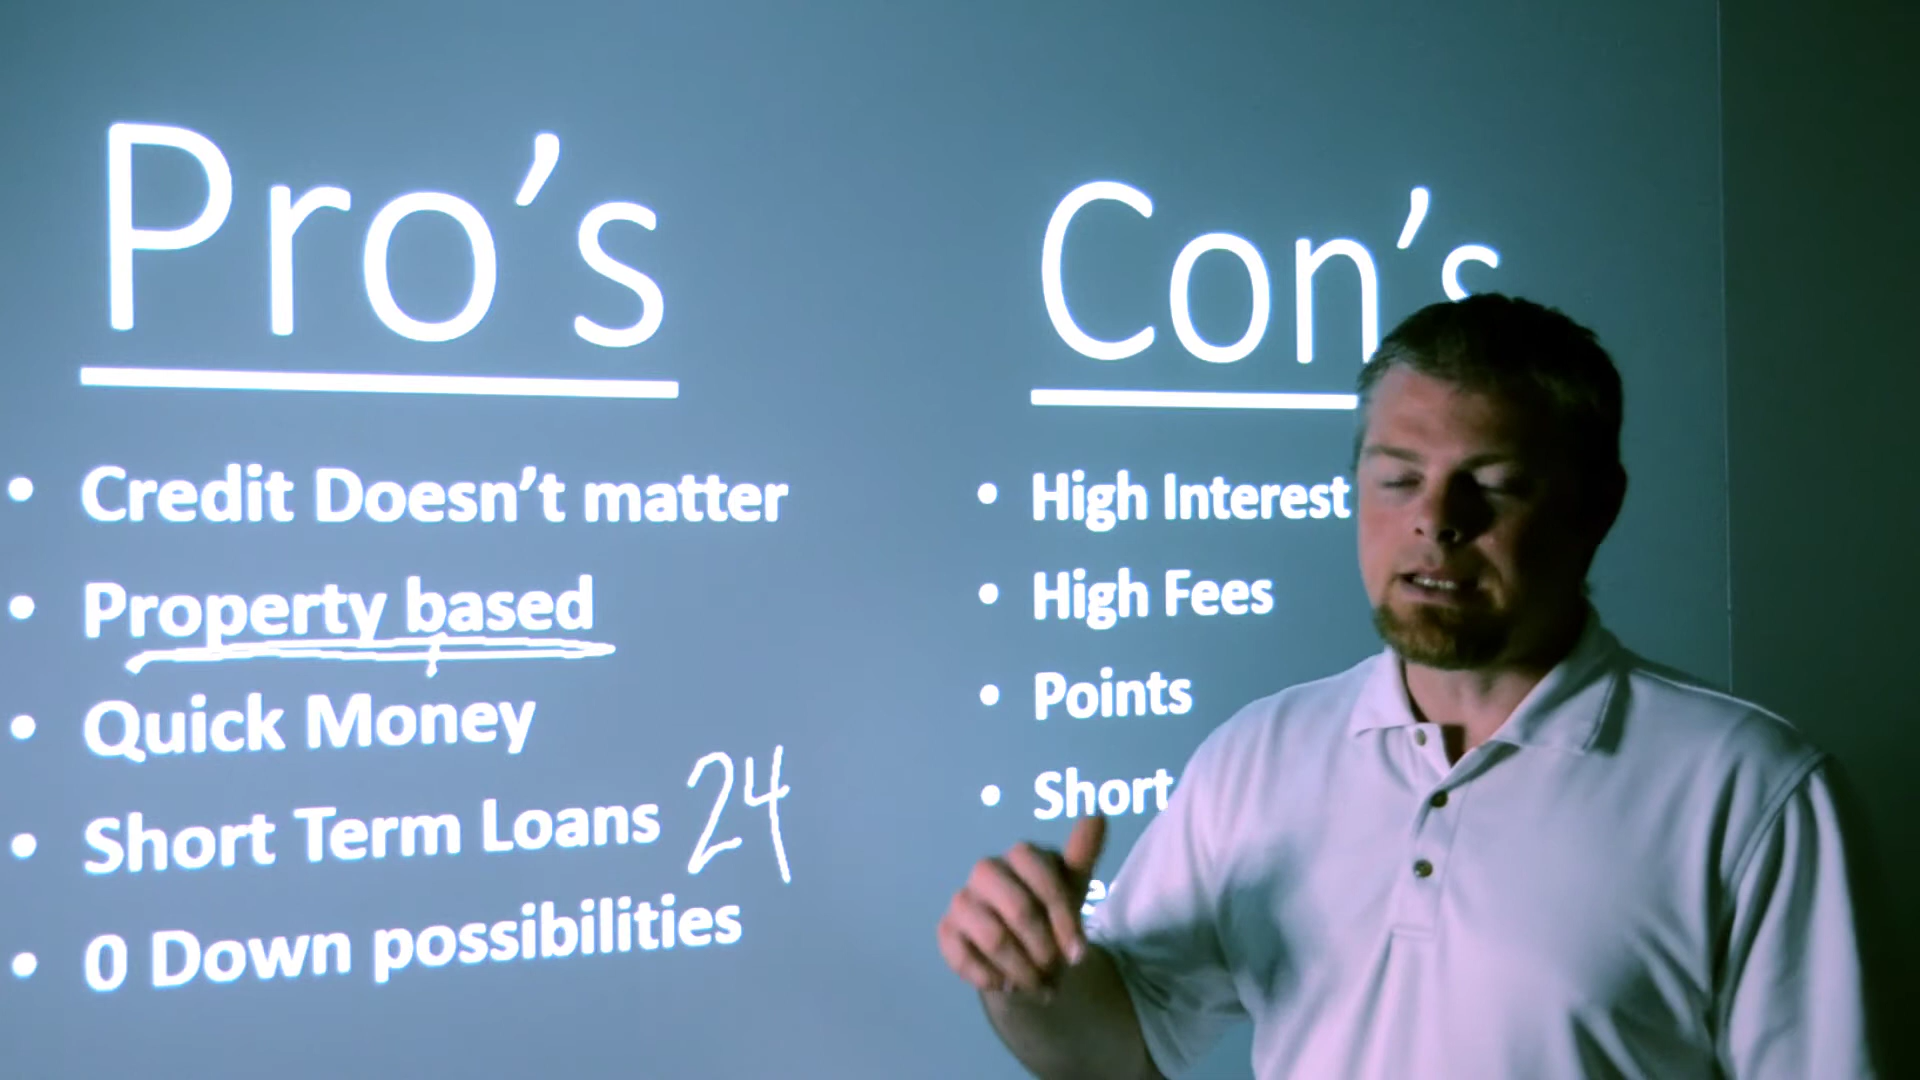 Pro's
• Credit Doesn't matter
• Property based
• Quick Money
• Short Term Loans 24
• 0 Down possibilities
Con's
• High Interest
• High Fees
• Points
• Short